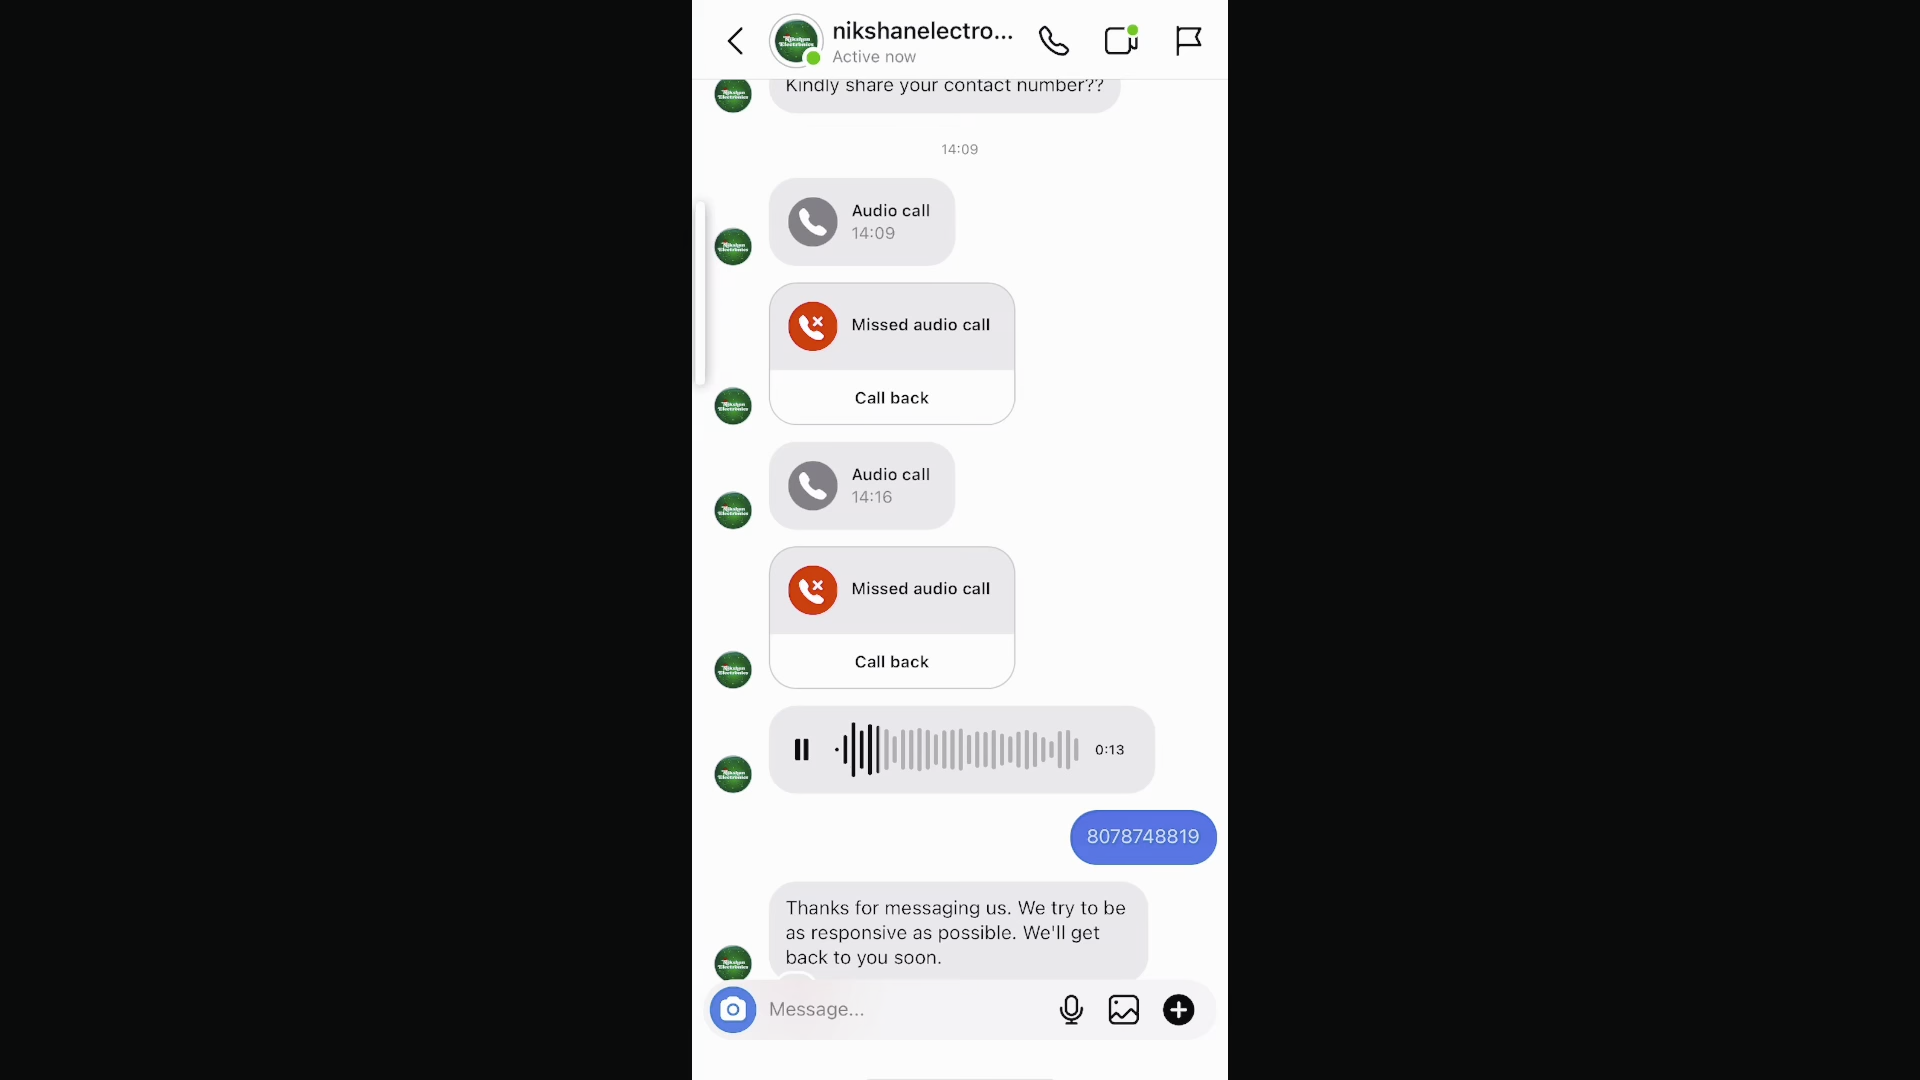 nikshanelectro...
Active now
Kindly share your contact number??
14:09
Audio call
14:09
Missed audio call
Call back
Audio call
14:16
Missed audio call
Call back
0:13
8078748819
Thanks for messaging us. We try to be
as responsive as possible. We'll get
back to you soon.
Message...